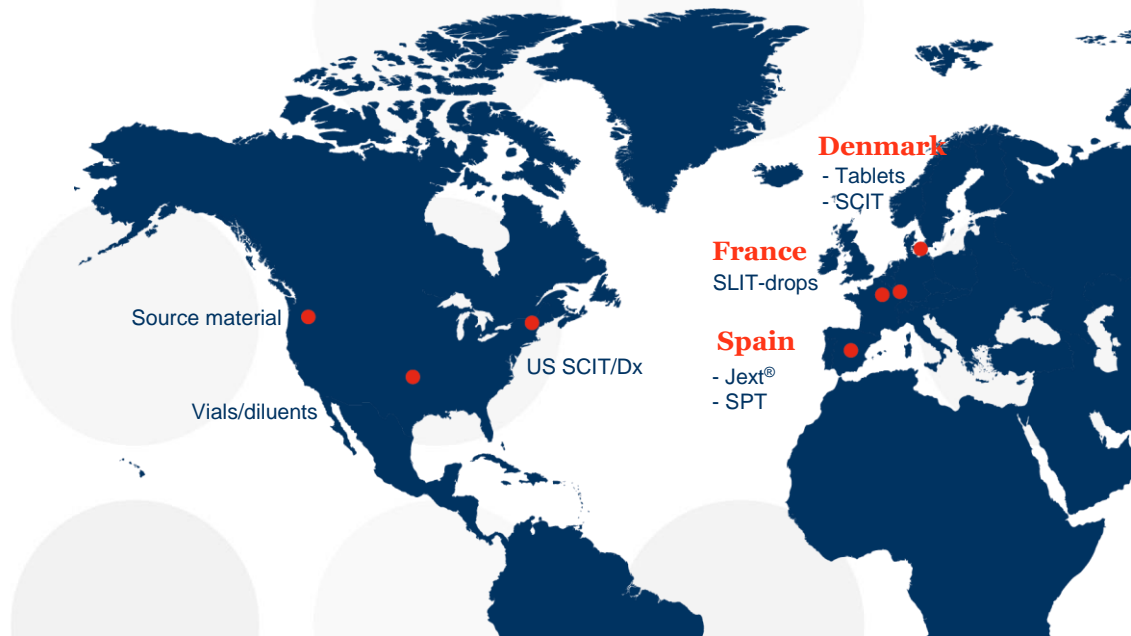 Denmark
- Tablets
- SCIT
France
SLIT-drops
Source material
Spain
US SCIT/Dx
- Jext®
- SPT
Vials/diluents